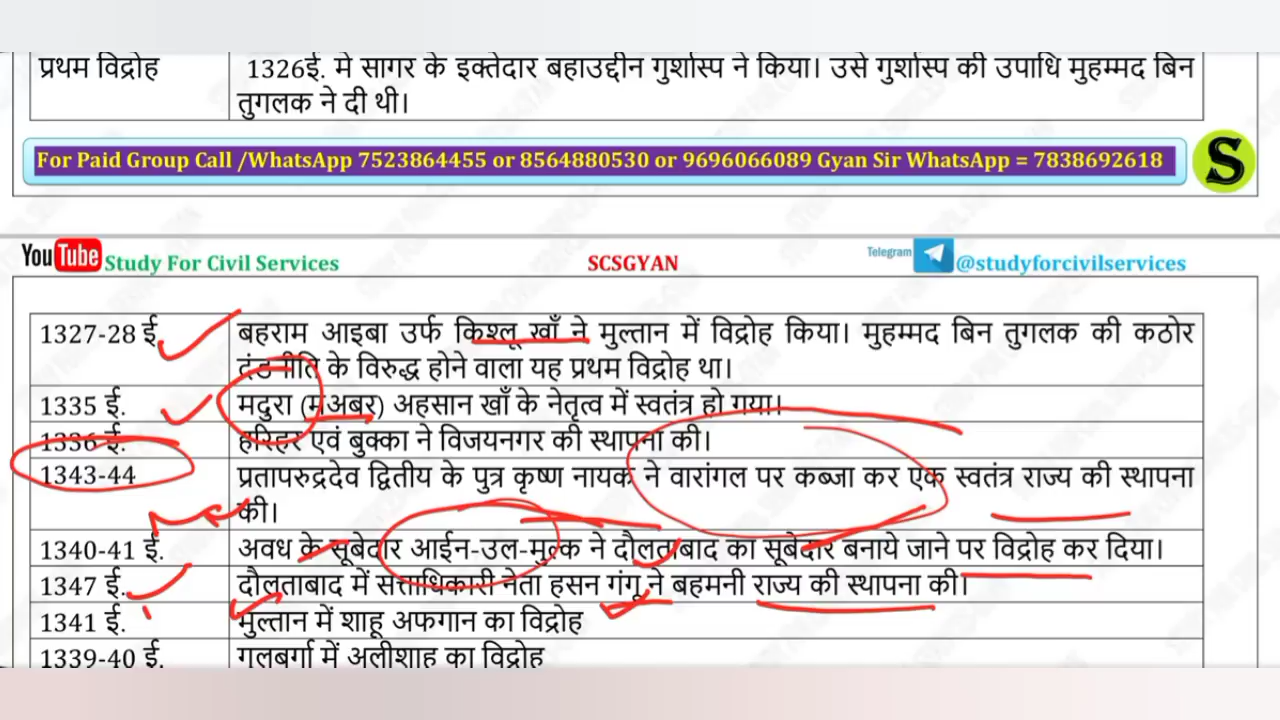 प्रथम विद्रोह 1326ई. मे सागर के इक्तेदार बहाउद्दीन गुर्शास्प ने किया। उसे गुर्शास्प की उपाधि मुहम्मद बिन
तुगलक ने दी थी।
For Paid Group Call /WhatsApp 7523864455 or 8564880530 or 9696066089 Gyan Sir WhatsApp = 7838692618
S
YouTube Study For Civil Services SCSGYAN Telegram @studyforcivilservices
1327-28 ई. बहराम आइबा उर्फ किश्लू खाँ ने मुल्तान में विद्रोह किया। मुहम्मद बिन तुगलक की कठोर
दंडनीति के विरुद्ध होने वाला यह प्रथम विद्रोह था।
1335 ई. मदुरा (मअबर) अहसान खाँ के नेतृत्व में स्वतंत्र हो गया।
1336 ई. हरिहर एवं बुक्का ने विजयनगर की स्थापना की।
1343-44 प्रतापरुद्रदेव द्वितीय के पुत्र कृष्ण नायक ने वारांगल पर कब्जा कर एक स्वतंत्र राज्य की स्थापना
की।
1340-41 ई. अवध के सूबेदार आईन-उल-मुल्क ने दौलताबाद का सूबेदार बनाये जाने पर विद्रोह कर दिया।
1347 ई. दौलताबाद में सत्ताधिकारी नेता हसन गंगू ने बहमनी राज्य की स्थापना की।
1341 ई. मुल्तान में शाहू अफगान का विद्रोह
1339-40 ई. गुलबर्गा में अलीशाह का विद्रोह